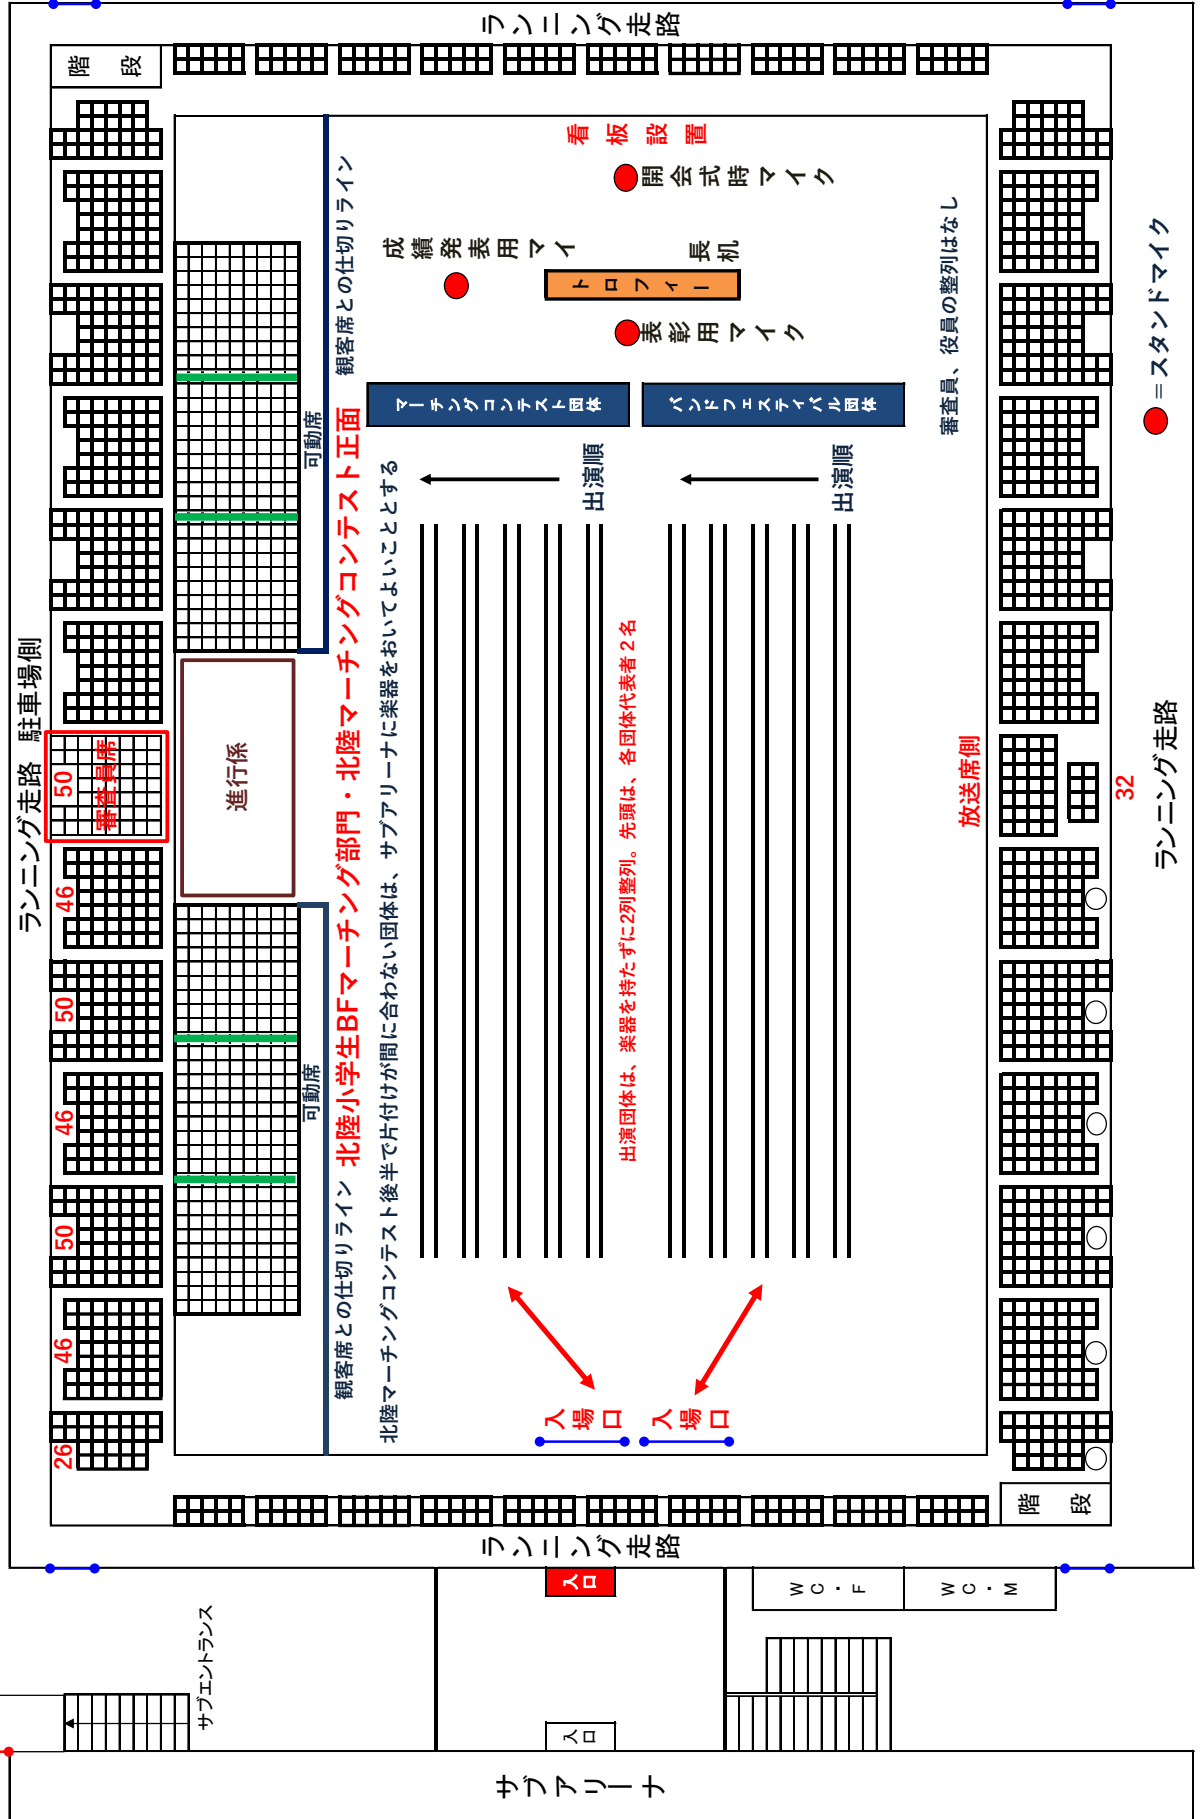 ランニング走路
階　段
看板設置
開会式時マイク
成績発表用マイ
長机
トロフィー
表彰用マイク
観客席との仕切りライン
審査員、役員の整列はなし
＝スタンドマイク
マーチングコンテスト団体
バンドフェスティバル団体
可動席
出演順
出演順
北陸小学生BFマーチング部門・北陸マーチングコンテスト正面
北陸マーチングコンテスト後半で片付けが間に合わない団体は、サブアリーナに楽器をおいてよいこととする
出演団体は、楽器を持たずに2列整列。先頭は、各団体代表者２名
ランニング走路　駐車場側
50
審査員席
進行係
放送席側
32
ランニング走路
46
50
46
50
46
26
可動席
観客席との仕切りライン
入場口
入場口
階　段
ランニング走路
入口
WC・F
WC・M
サブエントランス
入口
サブアリーナ